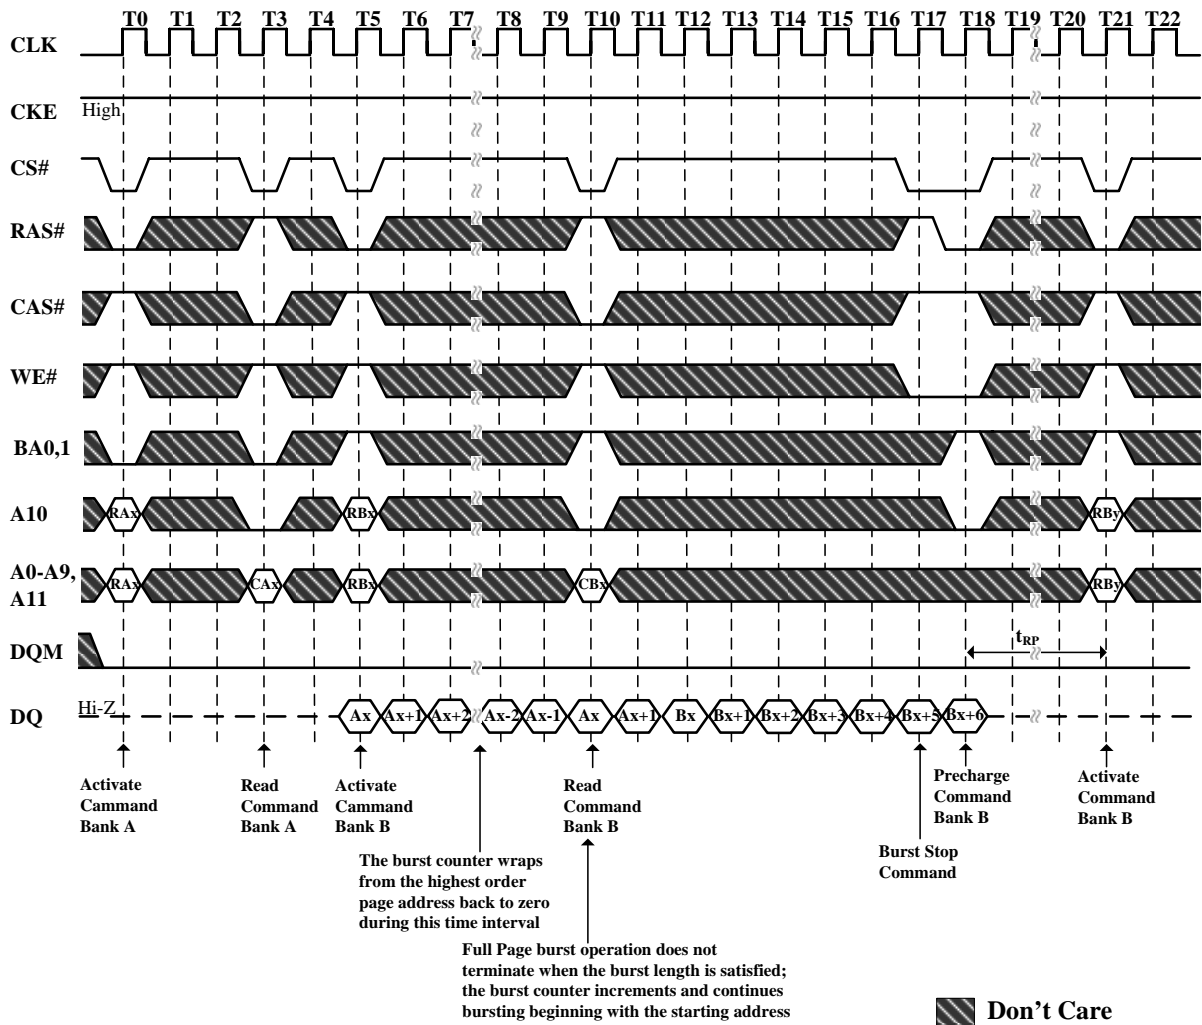 T0 T1 T2 T3 T4 T5 T6 T7 T8 T9 T10 T11 T12 T13 T14 T15 T16 T17 T18 T19 T20 T21 T22
CLK
CKE High
CS#
RAS#
CAS#
WE#
BA0,1
A10 RAx RBx RBy
A0-A9, A11 RAx CAx RBx CBx RBy
DQM tRP
DQ Hi-Z Ax Ax+1 Ax+2 Ax-2 Ax-1 Ax Ax+1 Bx Bx+1 Bx+2 Bx+3 Bx+4 Bx+5 Bx+6
Activate
Cammand
Bank A
Read
Command
Bank A
Activate
Cammand
Bank B
Read
Command
Bank B
Precharge
Command
Bank B
Activate
Command
Bank B
Burst Stop
Command
The burst counter wraps
from the highest order
page address back to zero
during this time interval
Full Page burst operation does not
terminate when the burst length is satisfied;
the burst counter increments and continues
bursting beginning with the starting address
Don't Care